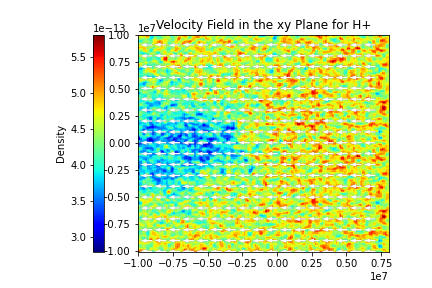 Velocity Field in the xy Plane for H+
1e−13
1e7
Density
5.5
5.0
4.5
4.0
3.5
3.0
1.00
0.75
0.50
0.25
0.00
−0.25
−0.50
−0.75
−1.00
−1.00 −0.75 −0.50 −0.25 0.00 0.25 0.50 0.75
1e7